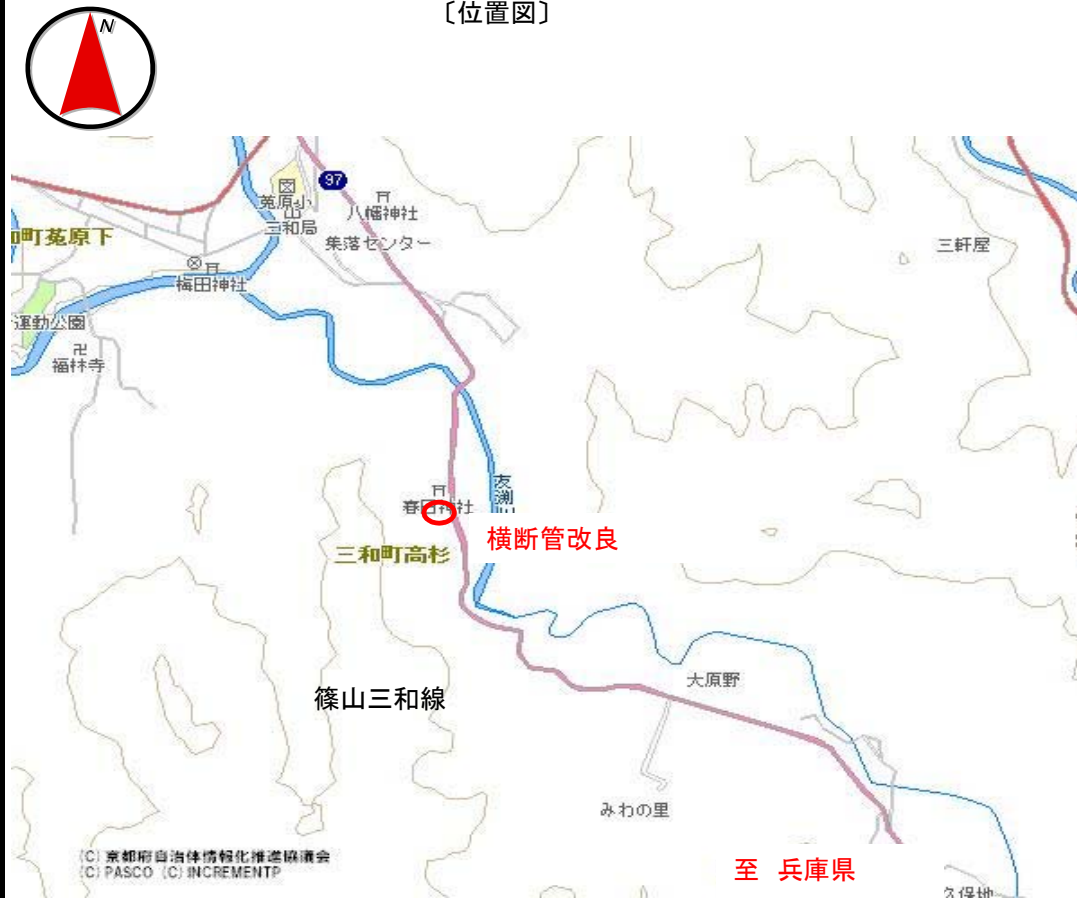 〔位置図〕
N
97
菟原小
八幡神社
三和局
集落センター
和町菟原下
三軒屋
梅田神社
運動公園
福林寺
春日神社
友渕川
横断管改良
三和町高杉
大原野
篠山三和線
みわの里
(C) 京都府自治体情報化推進協議会
(C) PASCO (C) INCREMENTP
至 兵庫県
久保地